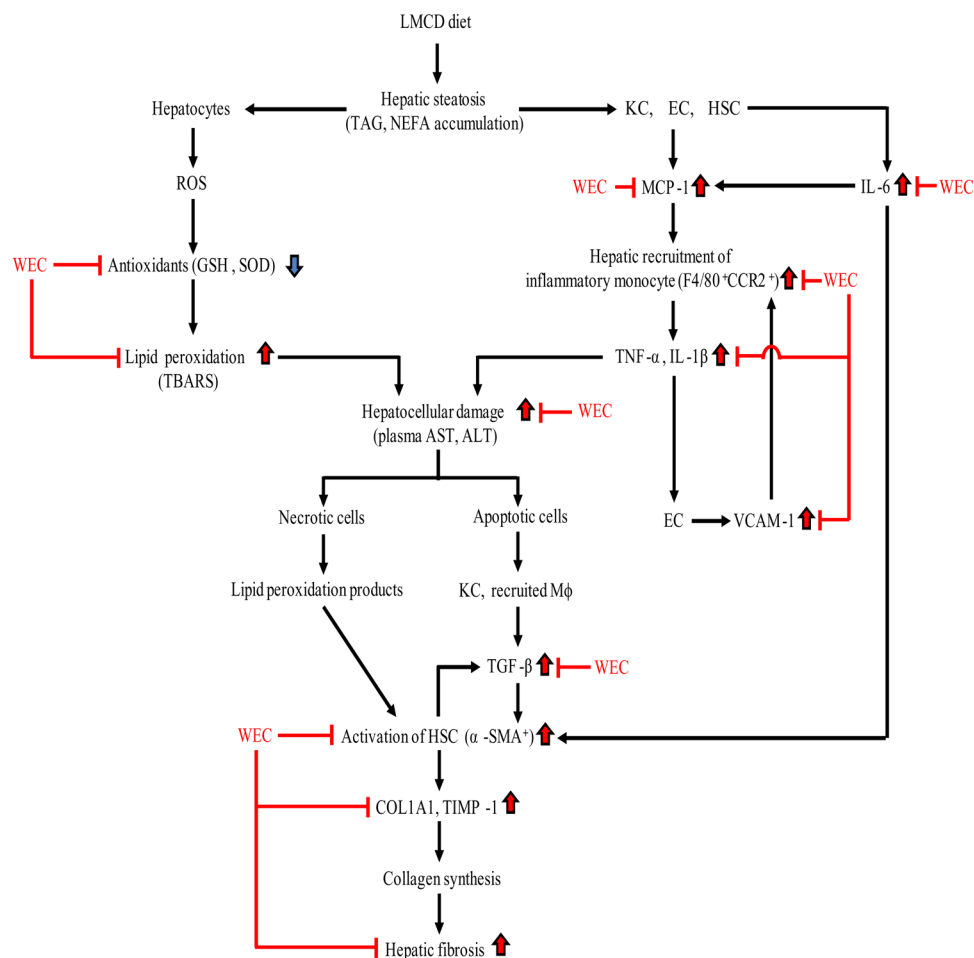 LMCD diet
Hepatocytes
Hepatic steatosis
(TAG, NEFA accumulation)
KC, EC, HSC
ROS
WEC
MCP-1
IL-6
WEC
WEC
Antioxidants (GSH, SOD)
Hepatic recruitment of
inflammatory monocyte (F4/80⁺CCR2⁺)
WEC
Lipid peroxidation
(TBARS)
TNF-α, IL-1β
Hepatocellular damage
(plasma AST, ALT)
WEC
Necrotic cells
Apoptotic cells
EC
VCAM-1
Lipid peroxidation products
KC, recruited Mϕ
TGF-β
WEC
WEC
Activation of HSC (α-SMA⁺)
COL1A1, TIMP-1
Collagen synthesis
Hepatic fibrosis